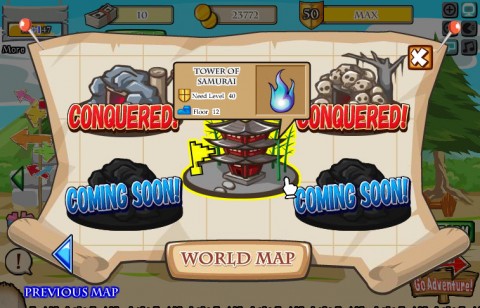 10
23772
50
MAX
More
TOWER OF
SAMURAI
Need Level 40
Floor 12
CONQUERED!
CONQUERED!
COMING SOON!
COMING SOON!
WORLD MAP
PREVIOUS MAP
Go Adventure!